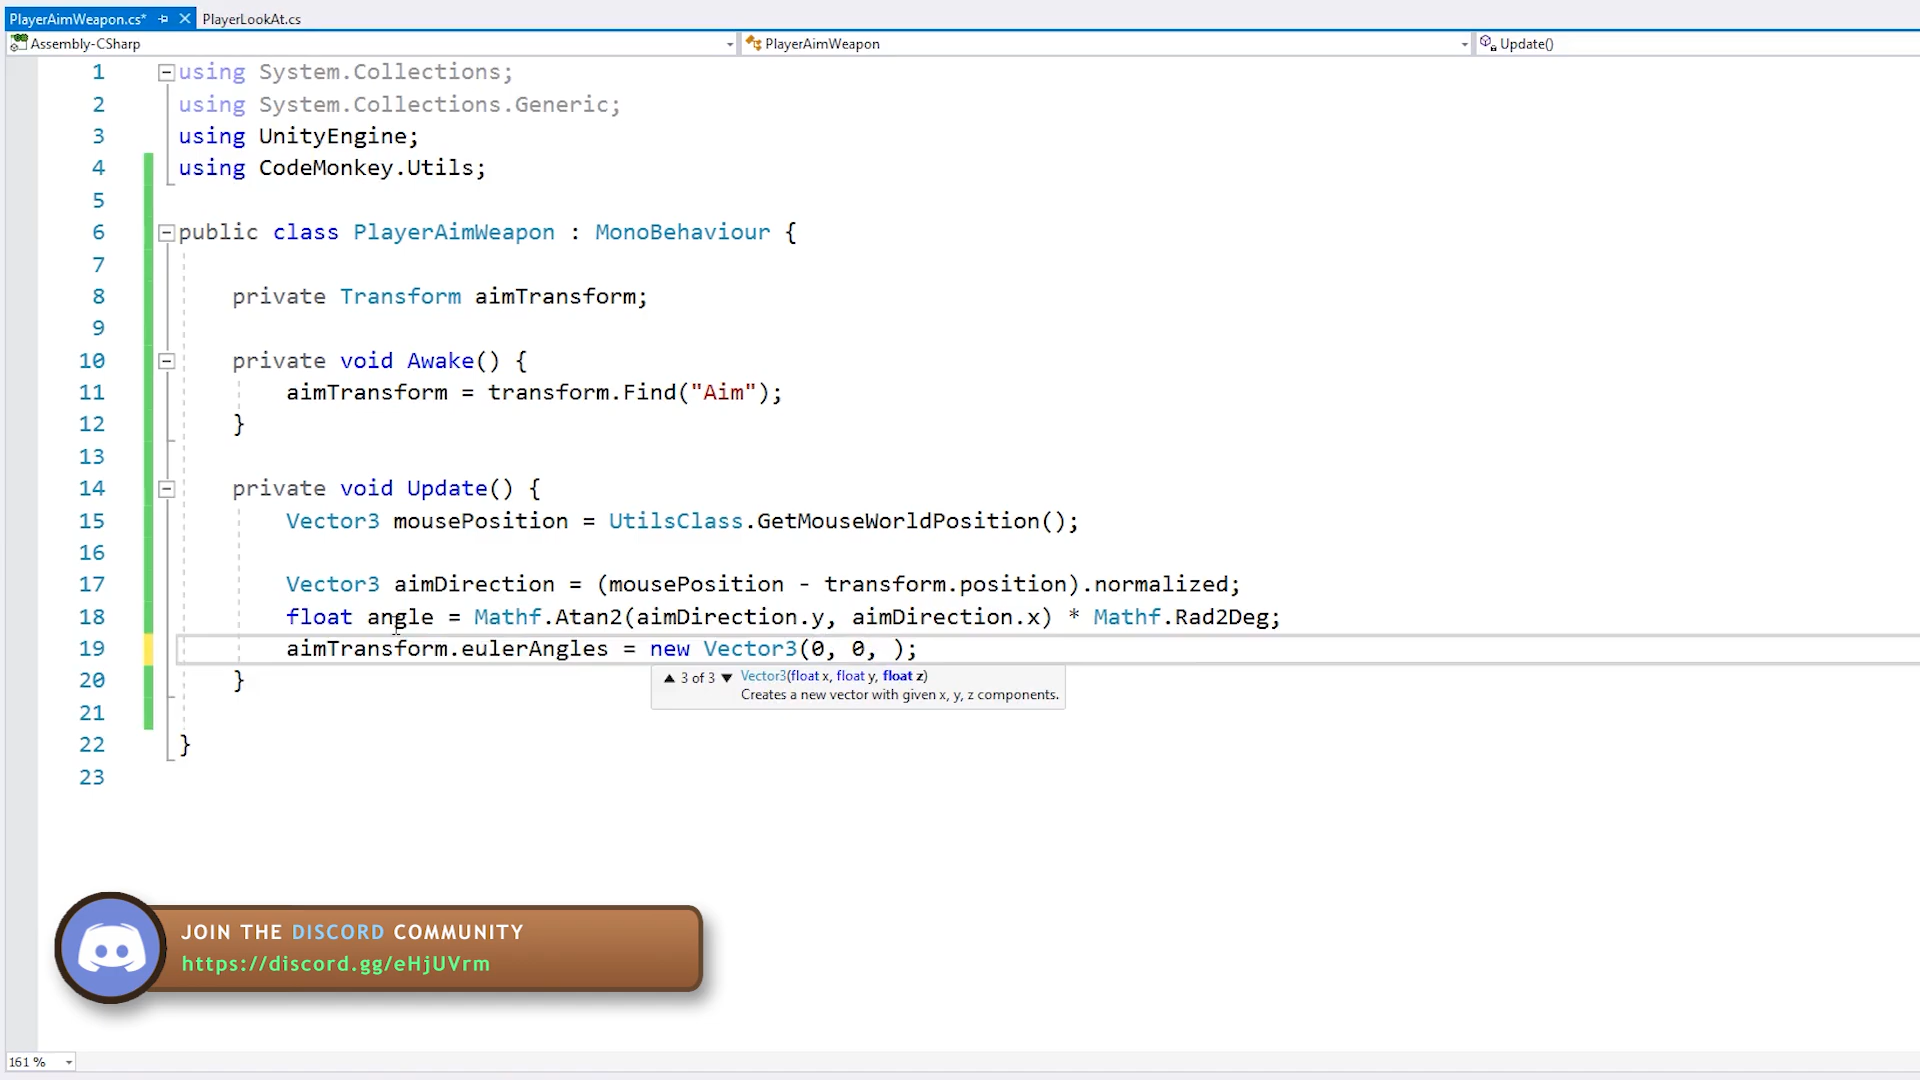 PlayerAimWeapon.cs* PlayerLookAt.cs
Assembly-CSharp PlayerAimWeapon Update()
1 using System.Collections;
2 using System.Collections.Generic;
3 using UnityEngine;
4 using CodeMonkey.Utils;
5
6 public class PlayerAimWeapon : MonoBehaviour {
7
8 private Transform aimTransform;
9
10 private void Awake() {
11 aimTransform = transform.Find("Aim");
12 }
13
14 private void Update() {
15 Vector3 mousePosition = UtilsClass.GetMouseWorldPosition();
16
17 Vector3 aimDirection = (mousePosition - transform.position).normalized;
18 float angle = Mathf.Atan2(aimDirection.y, aimDirection.x) * Mathf.Rad2Deg;
19 aimTransform.eulerAngles = new Vector3(0, 0, );
▲ 3 of 3 ▼ Vector3(float x, float y, float z)
Creates a new vector with given x, y, z components.
20 }
21
22 }
23
JOIN THE DISCORD COMMUNITY
https://discord.gg/eHjUVrm
161 %